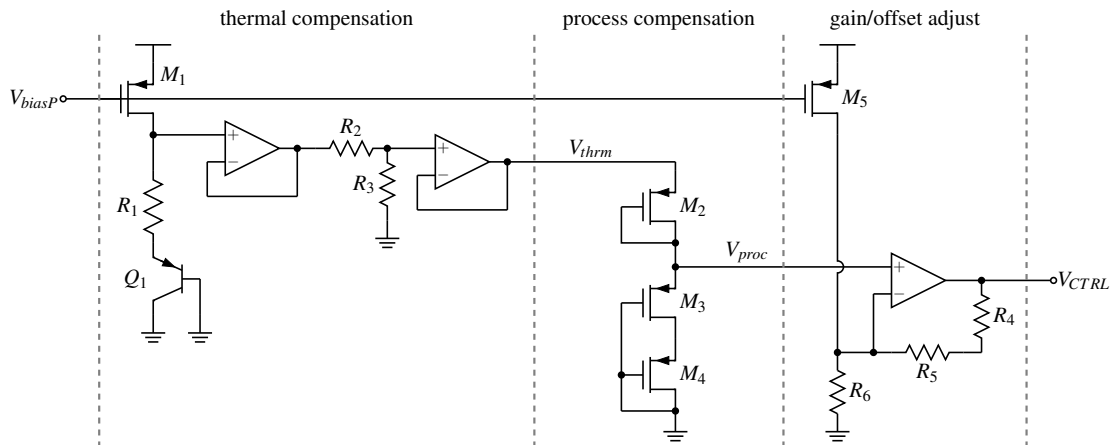 thermal compensation
process compensation
gain/offset adjust
V_biasP
M_1
M_5
+
−
R_2
R_3
+
−
V_thrm
R_1
Q_1
M_2
V_proc
M_3
M_4
+
−
V_CTRL
R_4
R_5
R_6